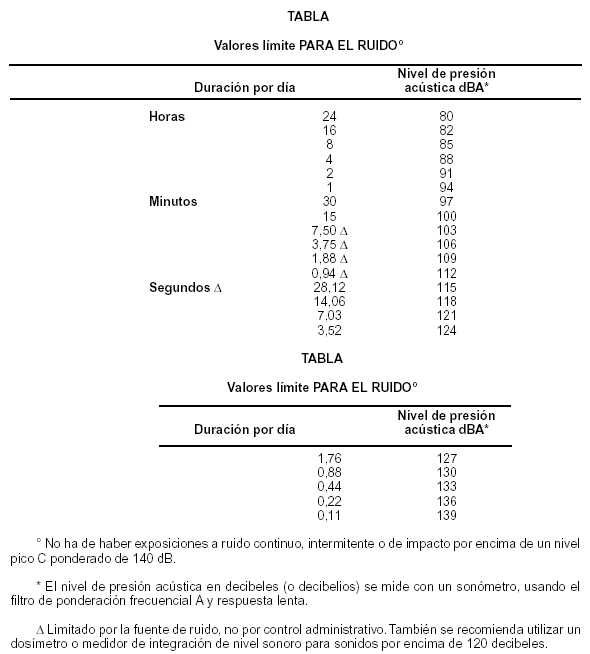 TABLA
Valores límite PARA EL RUIDO°
Nivel de presión
Duración por día acústica dBA*
Horas 24 80
16 82
8 85
4 88
2 91
1 94
Minutos 30 97
15 100
7,50 Δ 103
3,75 Δ 106
1,88 Δ 109
0,94 Δ 112
Segundos Δ 28,12 115
14,06 118
7,03 121
3,52 124
TABLA
Valores límite PARA EL RUIDO°
Nivel de presión
Duración por día acústica dBA*
1,76 127
0,88 130
0,44 133
0,22 136
0,11 139
° No ha de haber exposiciones a ruido continuo, intermitente o de impacto por encima de un nivel
pico C ponderado de 140 dB.
* El nivel de presión acústica en decibeles (o decibelios) se mide con un sonómetro, usando el
filtro de ponderación frecuencial A y respuesta lenta.
Δ Limitado por la fuente de ruido, no por control administrativo. También se recomienda utilizar un
dosímetro o medidor de integración de nivel sonoro para sonidos por encima de 120 decibeles.